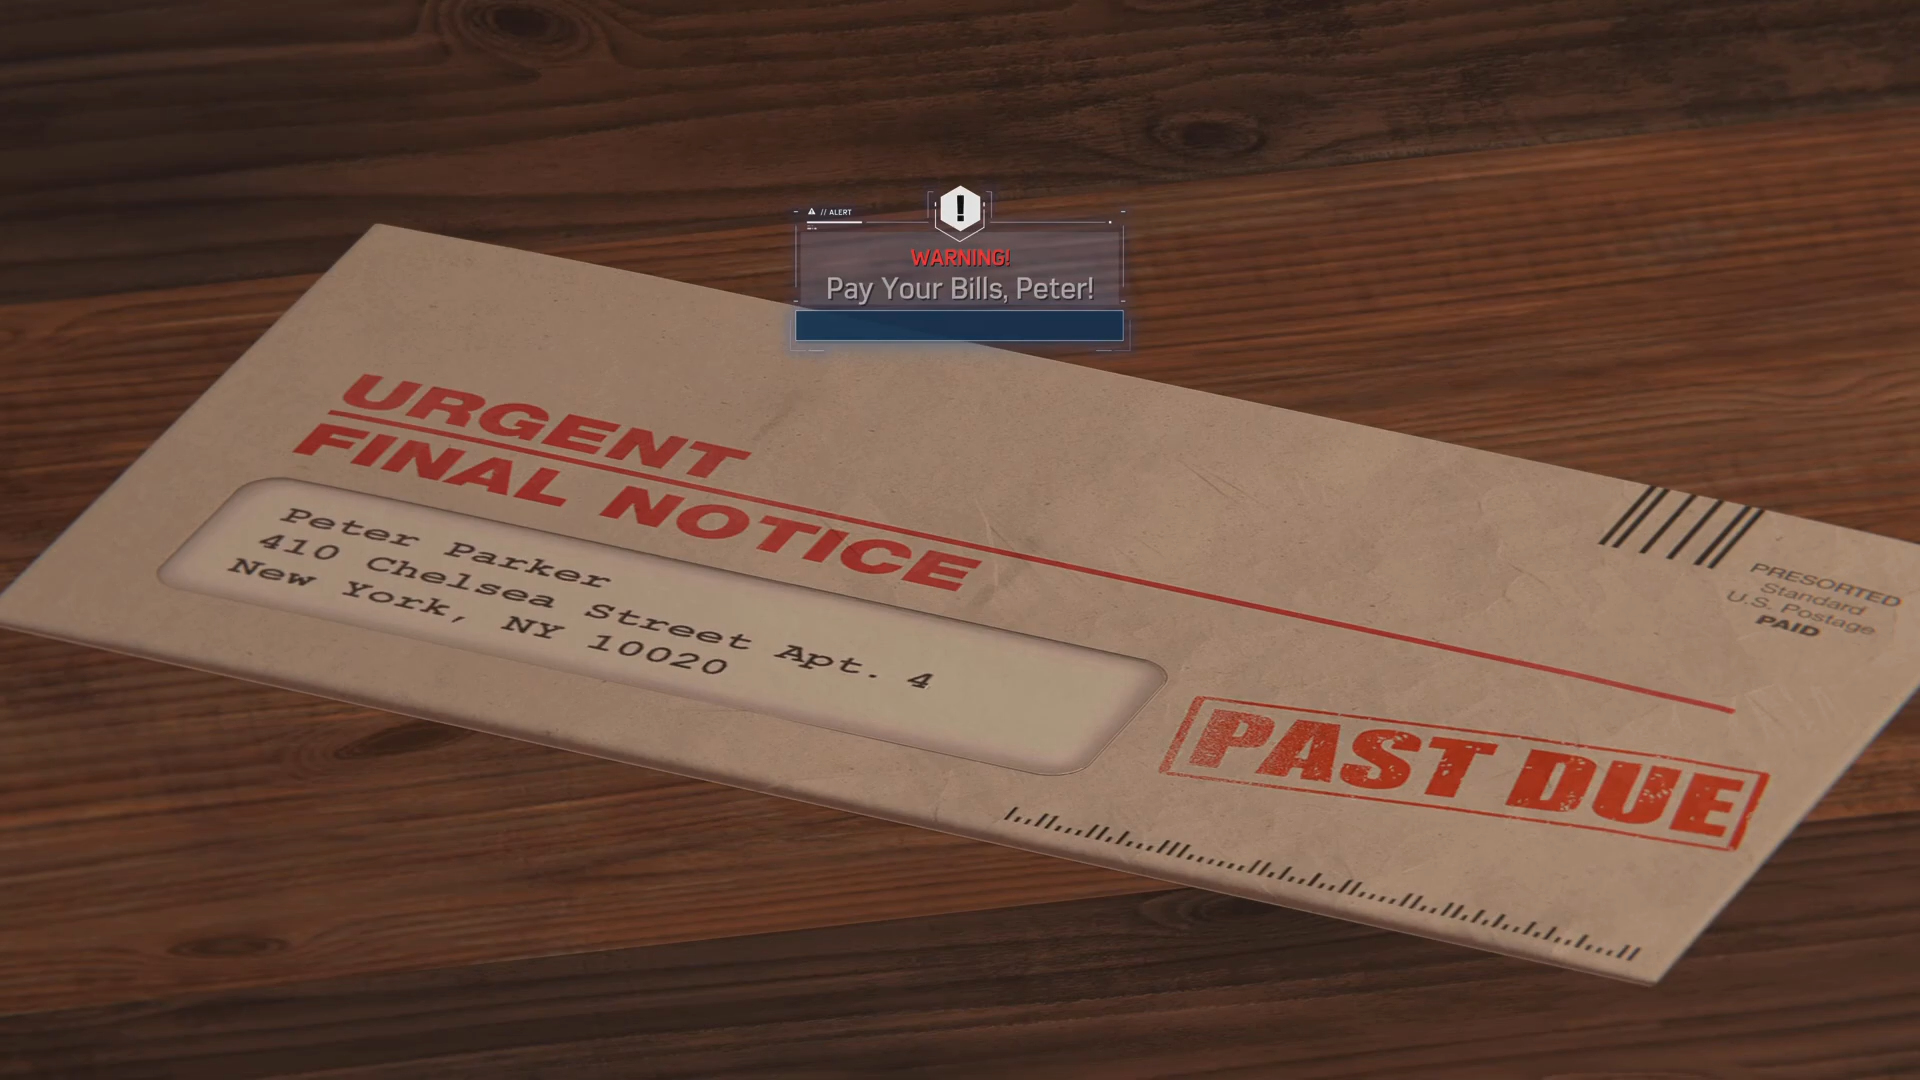 // ALERT
WARNING!
Pay Your Bills, Peter!
URGENT
FINAL NOTICE
Peter Parker
410 Chelsea Street Apt. 4
New York, NY 10020
PRESORTED
Standard
U.S. Postage
PAID
PAST DUE